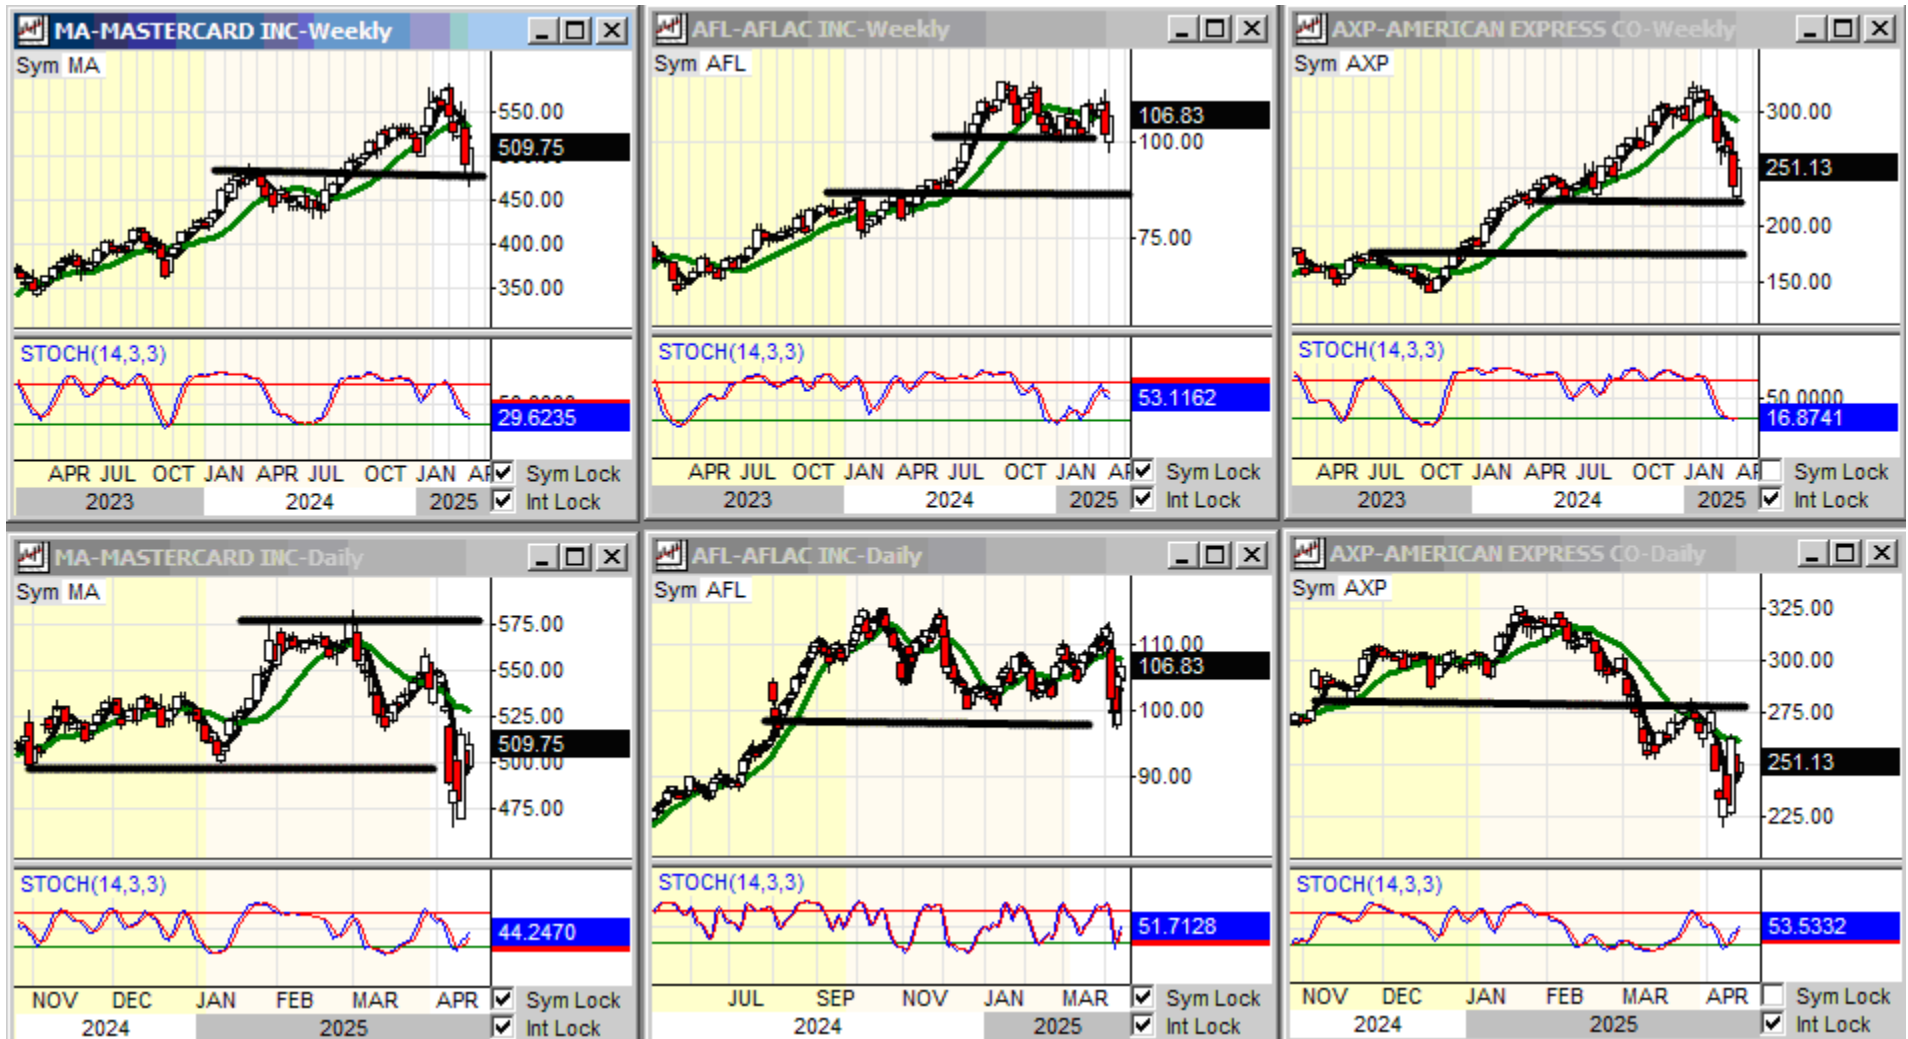 MA-MASTERCARD INC-Weekly
Sym MA
550.00
509.75
450.00
400.00
350.00
STOCH(14,3,3)
29.6235
APR JUL OCT JAN APR JUL OCT JAN
2023 2024 2025
Sym Lock
Int Lock
AFL-AFLAC INC-Weekly
Sym AFL
106.83
100.00
75.00
STOCH(14,3,3)
53.1162
APR JUL OCT JAN APR JUL OCT JAN
2023 2024 2025
Sym Lock
Int Lock
AXP-AMERICAN EXPRESS CO-Weekly
Sym AXP
300.00
251.13
200.00
150.00
STOCH(14,3,3)
50.0000
16.8741
APR JUL OCT JAN APR JUL OCT JAN
2023 2024 2025
Sym Lock
Int Lock
MA-MASTERCARD INC-Daily
Sym MA
575.00
550.00
525.00
509.75
500.00
475.00
STOCH(14,3,3)
44.2470
NOV DEC JAN FEB MAR APR
2024 2025
Sym Lock
Int Lock
AFL-AFLAC INC-Daily
Sym AFL
110.00
106.83
100.00
90.00
STOCH(14,3,3)
51.7128
JUL SEP NOV JAN MAR
2024 2025
Sym Lock
Int Lock
AXP-AMERICAN EXPRESS CO-Daily
Sym AXP
325.00
300.00
275.00
251.13
225.00
STOCH(14,3,3)
53.5332
NOV DEC JAN FEB MAR APR
2024 2025
Sym Lock
Int Lock